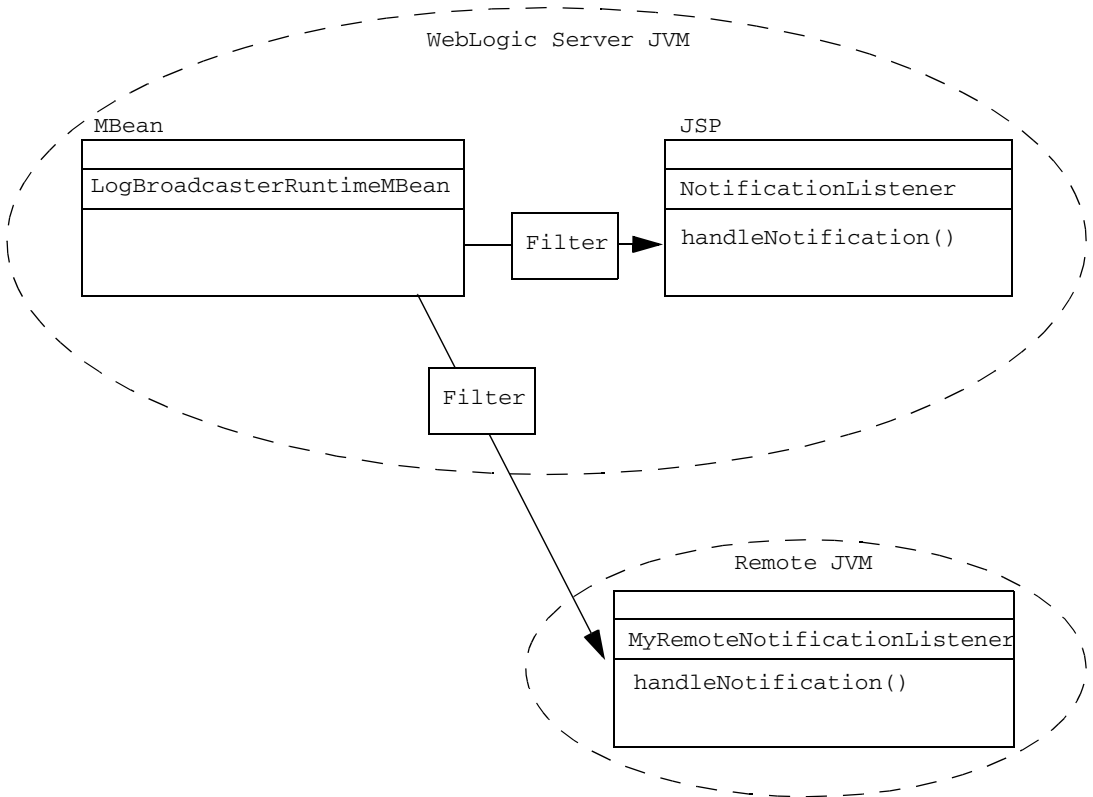 WebLogic Server JVM
MBean
JSP
LogBroadcasterRuntimeMBean
NotificationListener
Filter
handleNotification()
Filter
Remote JVM
MyRemoteNotificationListener
handleNotification()